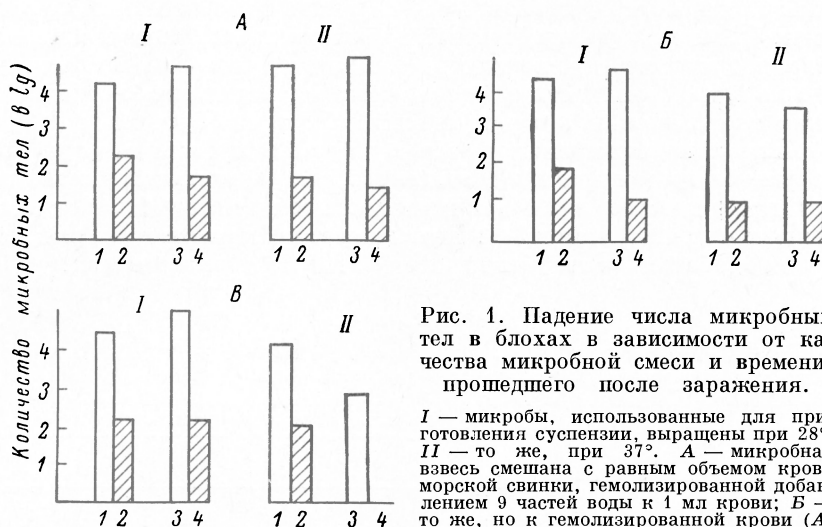 I А II
4
3
2
1
1 2 3 4 1 2 3 4
Б
I II
4
3
2
1
1 2 3 4 1 2 3 4
В
I II
4
3
2
1
1 2 3 4 1 2 3 4
Количество микробных тел (в lg)
Рис. 1. Падение числа микробны
тел в блохах в зависимости от ка-
чества микробной смеси и времени
прошедшего после заражения.
I — микробы, использованные для при
готовления суспензии, выращены при 28°
II — то же, при 37°. А — микробна
взвесь смешана с равным объемом кров
морской свинки, гемолизированной добав
лением 9 частей воды к 1 мл крови; Б —
то же, но к гемолизированной крови (А